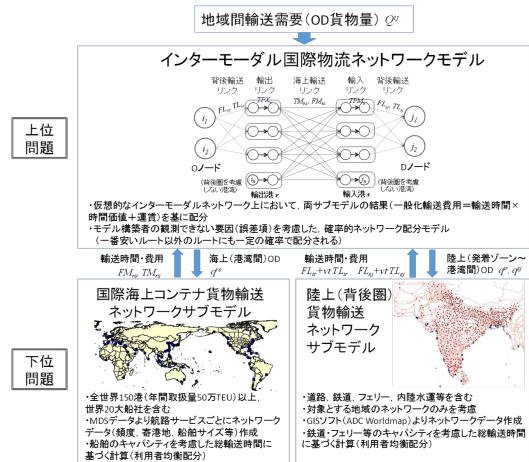 地域間輸送需要(OD貨物量) Q^ij
インターモーダル国際物流ネットワークモデル
背後輸送リンク
輸出リンク
海上輸送リンク
輸入リンク
背後輸送リンク
上位問題
i1
i2
j1
j2
Oノード
Dノード
(背後圏を考慮しない港湾)
(背後圏を考慮しない港湾)
輸出港 r
輸入港 s
・仮想的なインターモーダルネットワーク上において,両サブモデルの結果(一般化輸送費用=輸送時間×
時間価値+運賃)を基に配分
・モデル構築者の観測できない要因(誤差項)を考慮した,確率的ネットワーク配分モデル
(一番安いルート以外のルートにも一定の確率で配分される)
輸送時間・費用
FMrs, TMrs
海上(港湾間)OD
q^rs
輸送時間・費用
陸上(発着ゾーン~
港湾間)OD
下位問題
国際海上コンテナ貨物輸送
ネットワークサブモデル
・全世界150港(年間取扱量50万TEU)以上,
世界20大船社を含む
・MDSデータより航路サービスごとにネットワーク
データ(頻度,寄港地,船舶サイズ等)作成
・船舶のキャパシティを考慮した総輸送時間に
基づく計算(利用者均衡配分)
陸上(背後圏)
貨物輸送
ネットワーク
サブモデル
・道路,鉄道,フェリー,内陸水運等を含む
・対象とする地域のネットワークのみを考慮
・GISソフト(ADC Worldmap)よりネットワークデータ作成
・鉄道・フェリー等のキャパシティを考慮した総輸送時
間に基づく計算(利用者均衡配分)